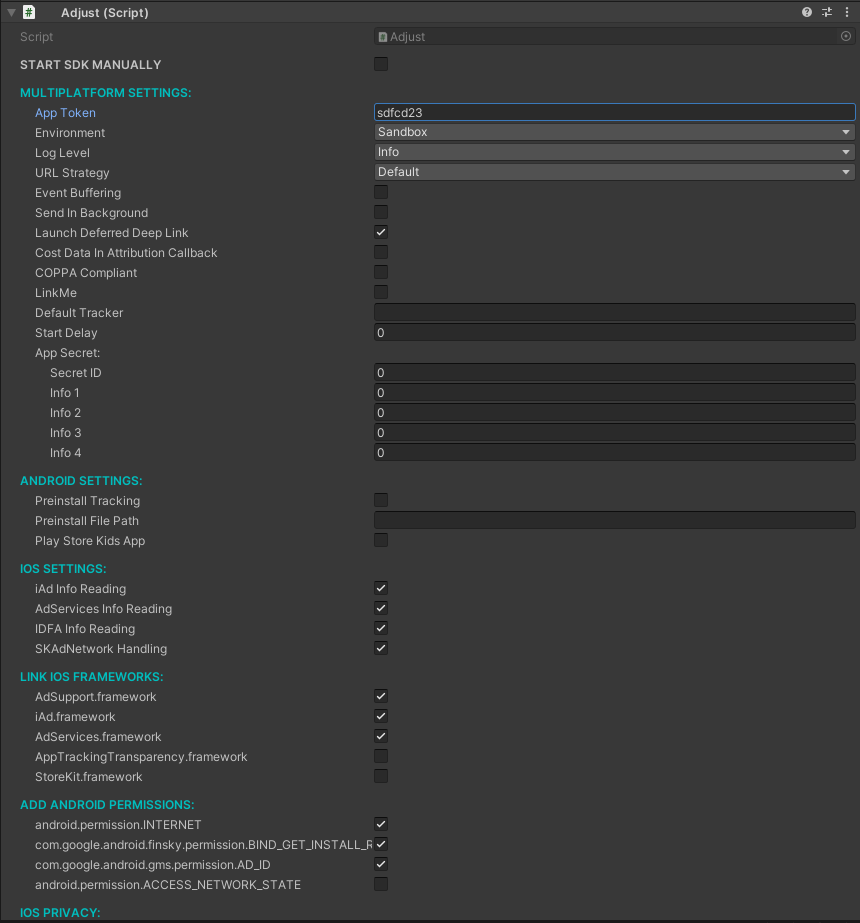 Adjust (Script)
Script Adjust
START SDK MANUALLY
MULTIPLATFORM SETTINGS:
App Token sdfcd23
Environment Sandbox
Log Level Info
URL Strategy Default
Event Buffering
Send In Background
Launch Deferred Deep Link
Cost Data In Attribution Callback
COPPA Compliant
LinkMe
Default Tracker
Start Delay 0
App Secret:
Secret ID 0
Info 1 0
Info 2 0
Info 3 0
Info 4 0
ANDROID SETTINGS:
Preinstall Tracking
Preinstall File Path
Play Store Kids App
IOS SETTINGS:
iAd Info Reading
AdServices Info Reading
IDFA Info Reading
SKAdNetwork Handling
LINK IOS FRAMEWORKS:
AdSupport.framework
iAd.framework
AdServices.framework
AppTrackingTransparency.framework
StoreKit.framework
ADD ANDROID PERMISSIONS:
android.permission.INTERNET
com.google.android.finsky.permission.BIND_GET_INSTALL_R
com.google.android.gms.permission.AD_ID
android.permission.ACCESS_NETWORK_STATE
IOS PRIVACY: